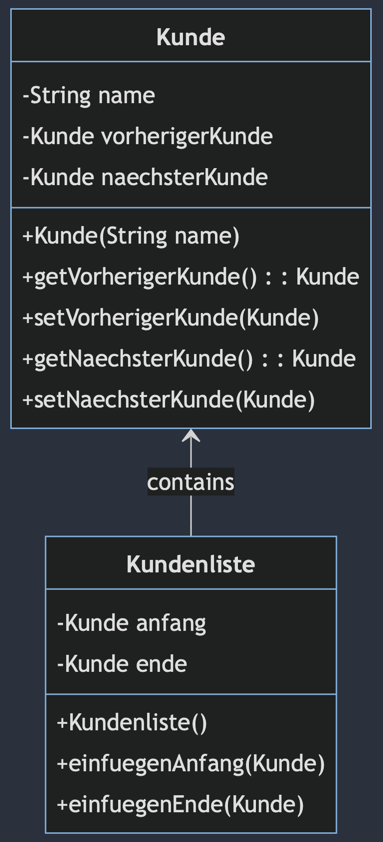 Kunde
-String name
-Kunde vorherigerKunde
-Kunde naechsterKunde
+Kunde(String name)
+getVorherigerKunde() : : Kunde
+setVorherigerKunde(Kunde)
+getNaechsterKunde() : : Kunde
+setNaechsterKunde(Kunde)
contains
Kundenliste
-Kunde anfang
-Kunde ende
+Kundenliste()
+einfuegenAnfang(Kunde)
+einfuegenEnde(Kunde)